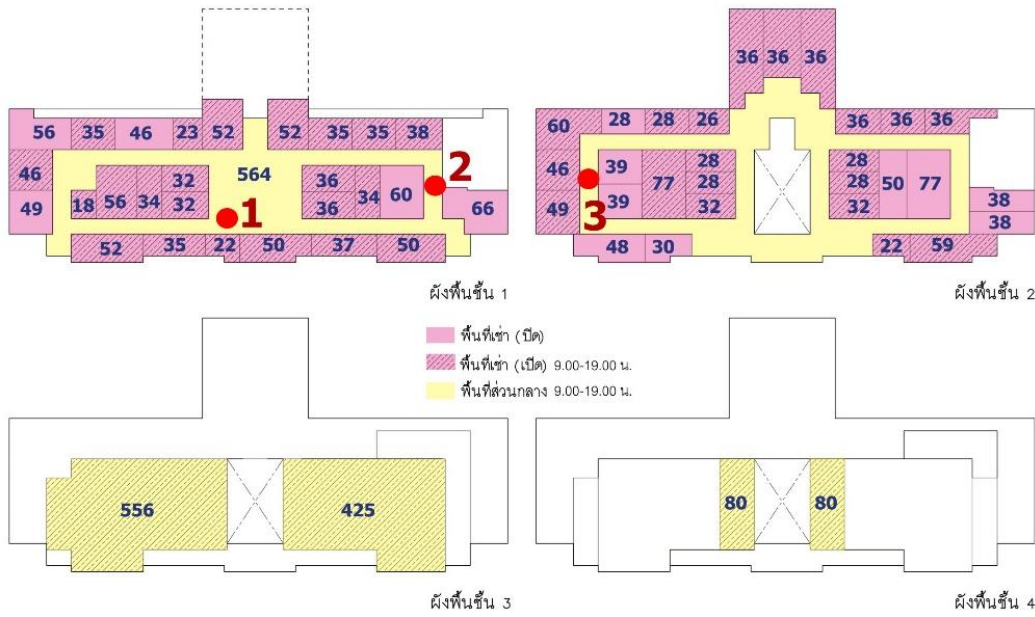 36 36 36
56 35 46 23 52 52 35 35 38
60 28 28 26 36 36 36
46 564 2
49 18 56 34 32 32 36 36 34 60 66
1
46 39 77 28 28 28 50 77
49 39 28 32 28 32 38 38
3
52 35 22 50 37 50
48 30 22 59
ผังพื้นชั้น 1
ผังพื้นชั้น 2
พื้นที่เช่า (ปิด)
พื้นที่เช่า (เปิด) 9.00-19.00 น.
พื้นที่ส่วนกลาง 9.00-19.00 น.
556 425
80 80
ผังพื้นชั้น 3
ผังพื้นชั้น 4